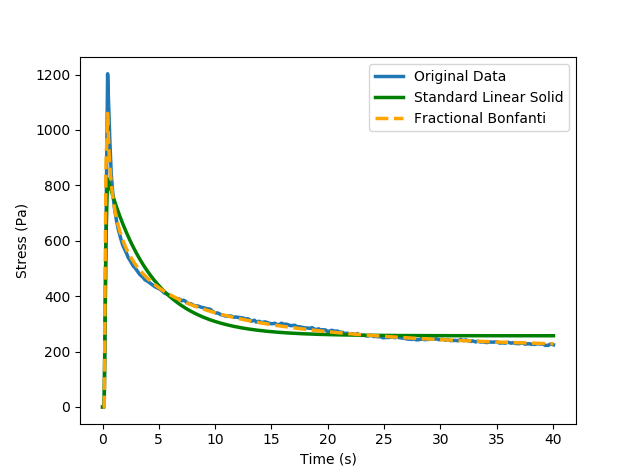 Original Data
Standard Linear Solid
Fractional Bonfanti
1200
1000
800
600
400
200
0
Stress (Pa)
0 5 10 15 20 25 30 35 40
Time (s)